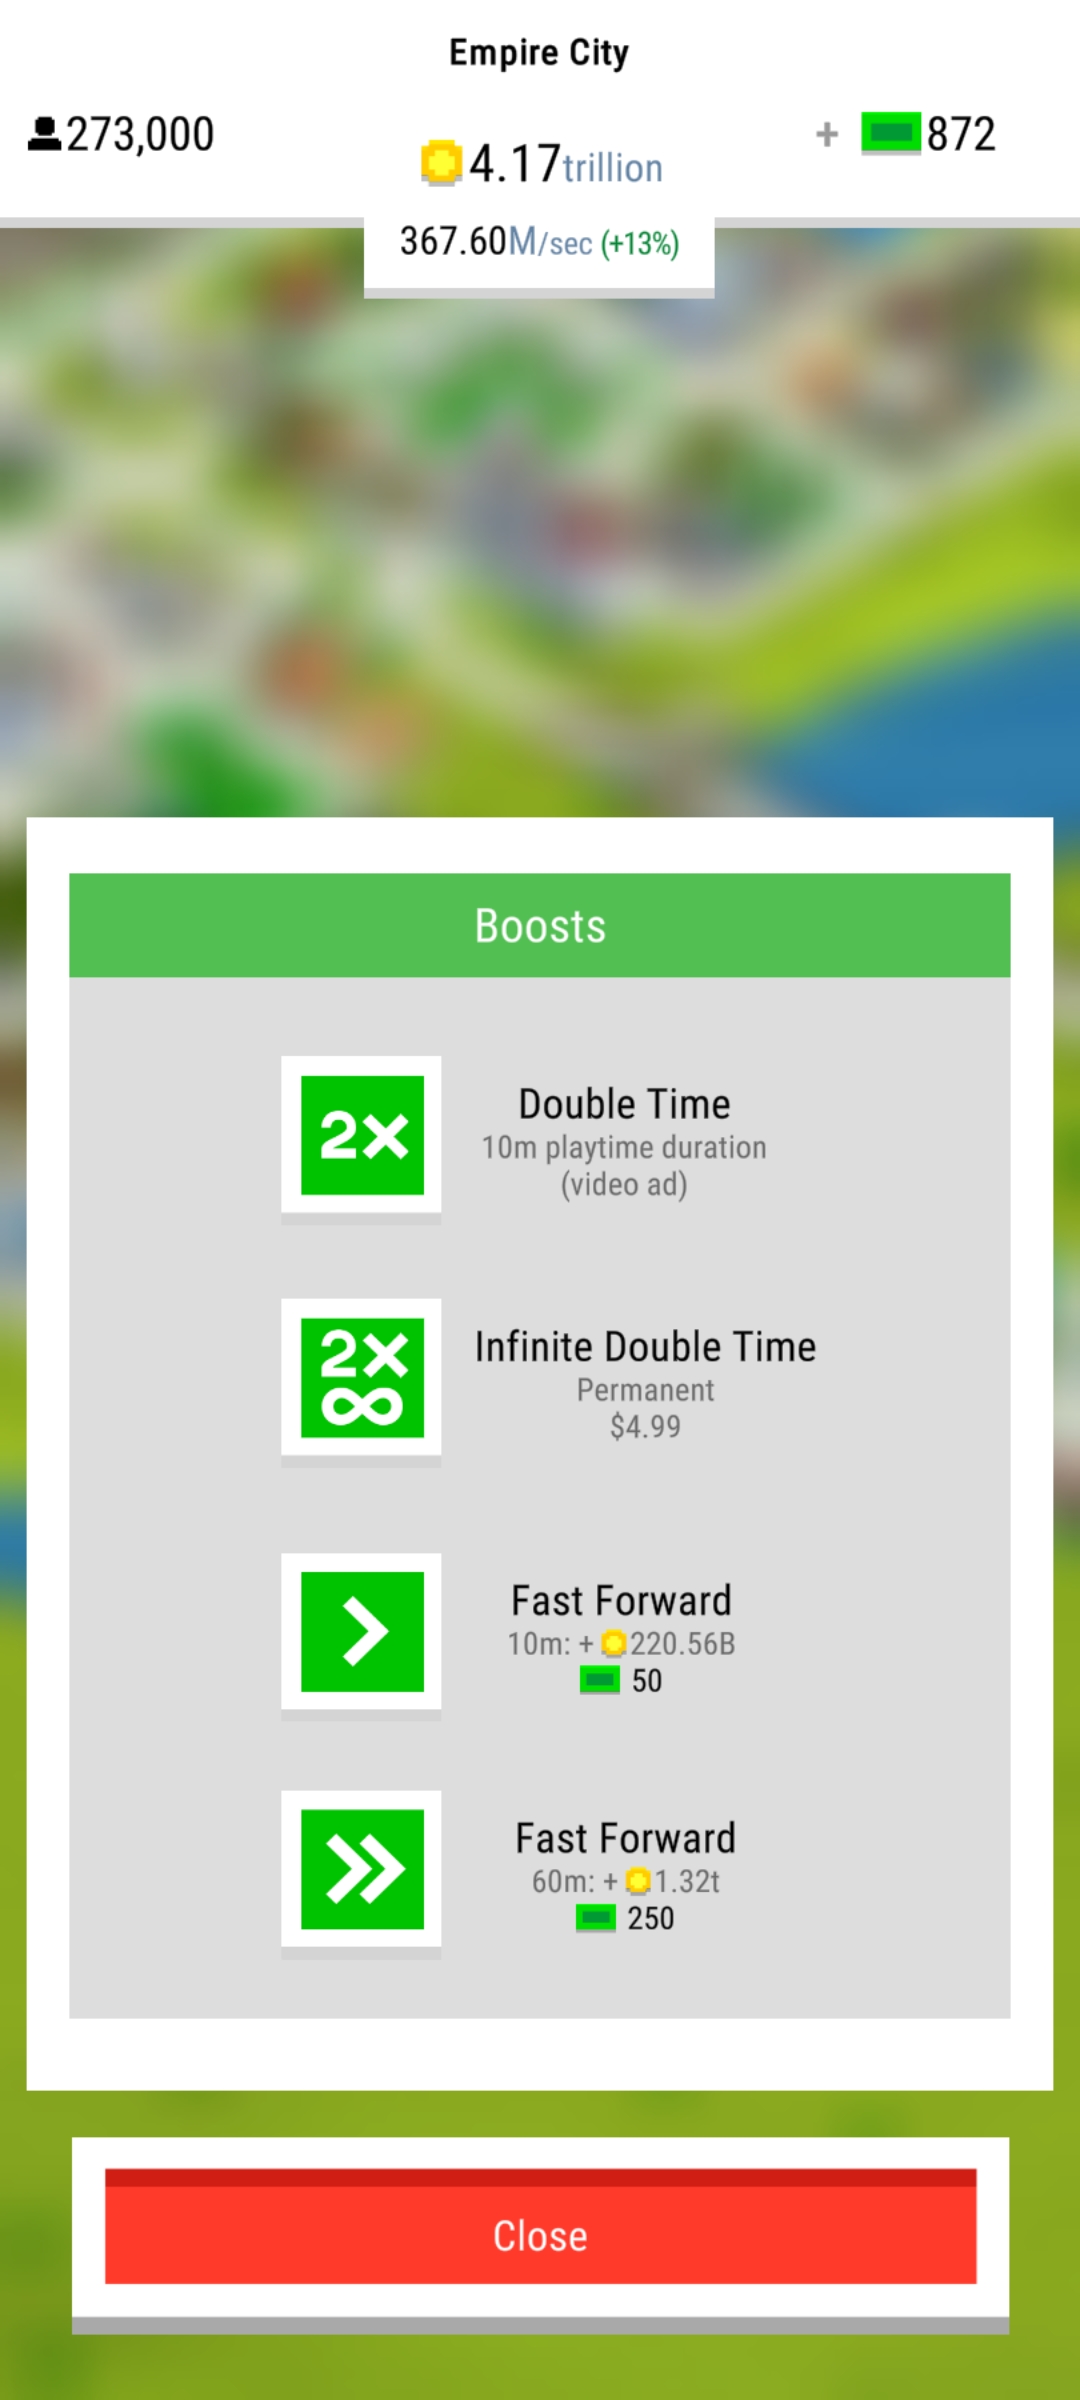 Empire City
273,000
4.17trillion
+ 872
367.60M/sec (+13%)
Boosts
2×
Double Time
10m playtime duration
(video ad)
2×
∞
Infinite Double Time
Permanent
$4.99
Fast Forward
10m: + 220.56B
50
Fast Forward
60m: + 1.32t
250
Close